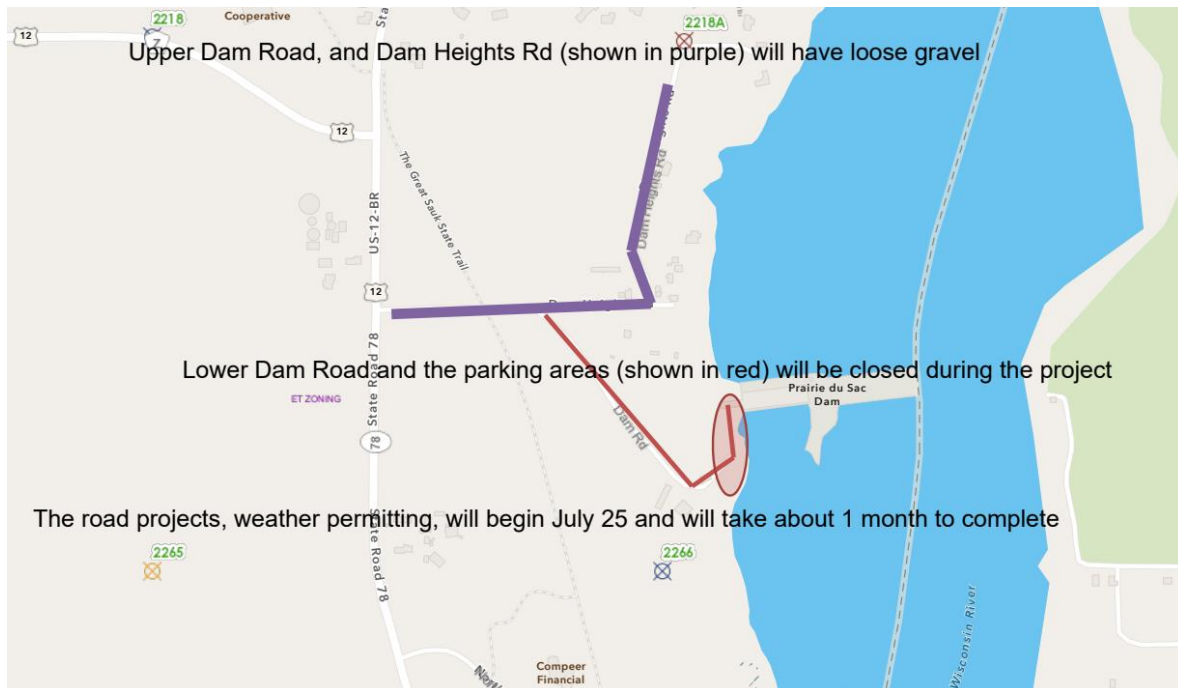 2218
Cooperative
Sta
2218A
12
Upper Dam Road, and Dam Heights Rd (shown in purple) will have loose gravel
12
The Great Sauk State Trail
Dam Heights Rd
US-12-BR
12
Lower Dam Road and the parking areas (shown in red) will be closed during the project
Prairie du Sac
Dam
ET ZONING
State Road 78
Dam Rd
78
The road projects, weather permitting, will begin July 25 and will take about 1 month to complete
State Road 78
2265
2266
Wisconsin River
Compeer
Financial